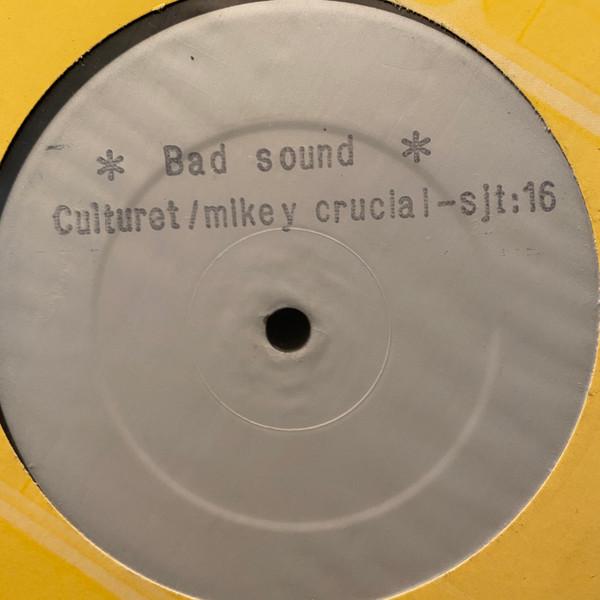 * Bad sound *
Culturet/mikey crucial-sjt:16